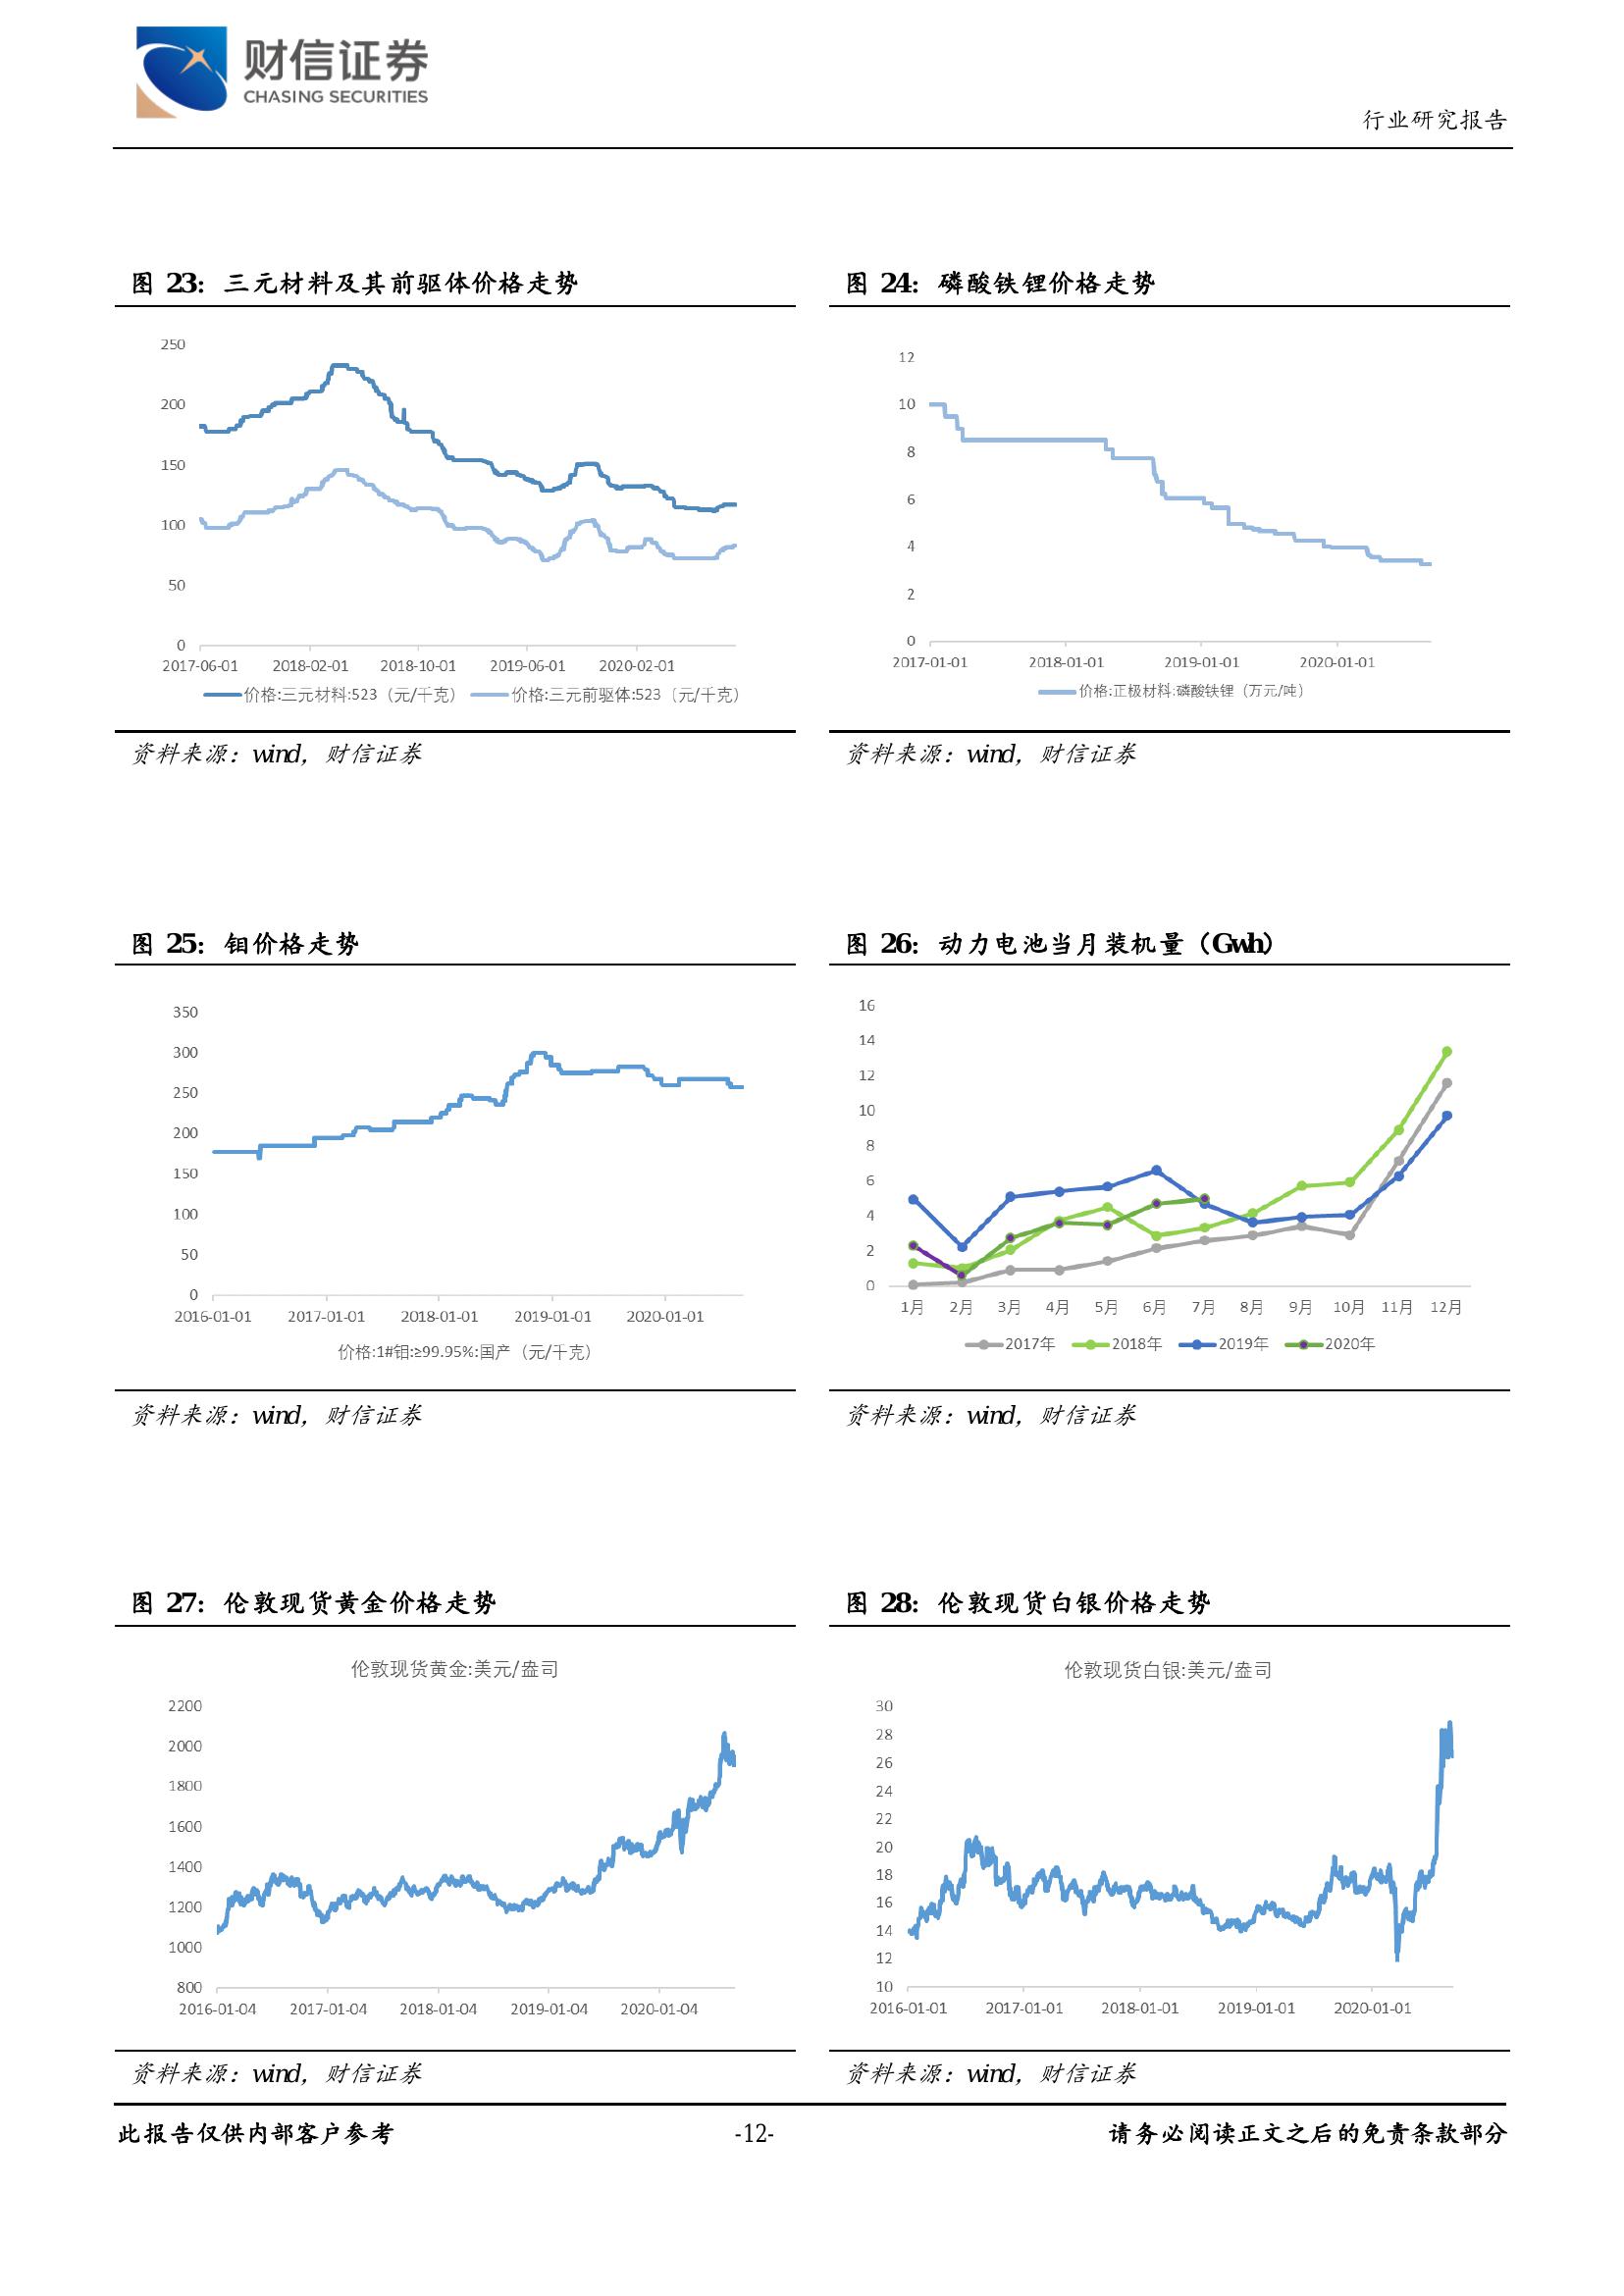 财信证券
CHASING SECURITIES
行业研究报告
图 23：三元材料及其前驱体价格走势
250
200
150
100
50
0
2017-06-01 2018-02-01 2018-10-01 2019-06-01 2020-02-01
价格:三元材料:523（元/千克） 价格:三元前驱体:523（元/千克）
资料来源：wind，财信证券
图 24：磷酸铁锂价格走势
12
10
8
6
4
2
0
2017-01-01 2018-01-01 2019-01-01 2020-01-01
价格:正极材料:磷酸铁锂（万元/吨）
资料来源：wind，财信证券
图 25：钼价格走势
350
300
250
200
150
100
50
0
2016-01-01 2017-01-01 2018-01-01 2019-01-01 2020-01-01
价格:1#钼:≥99.95%:国产（元/千克）
资料来源：wind，财信证券
图 26：动力电池当月装机量（Gwh）
16
14
12
10
8
6
4
2
0
1月 2月 3月 4月 5月 6月 7月 8月 9月 10月 11月 12月
2017年 2018年 2019年 2020年
资料来源：wind，财信证券
图 27：伦敦现货黄金价格走势
伦敦现货黄金:美元/盎司
2200
2000
1800
1600
1400
1200
1000
800
2016-01-04 2017-01-04 2018-01-04 2019-01-04 2020-01-04
资料来源：wind，财信证券
图 28：伦敦现货白银价格走势
伦敦现货白银:美元/盎司
30
28
26
24
22
20
18
16
14
12
10
2016-01-01 2017-01-01 2018-01-01 2019-01-01 2020-01-01
资料来源：wind，财信证券
此报告仅供内部客户参考 -12- 请务必阅读正文之后的免责条款部分